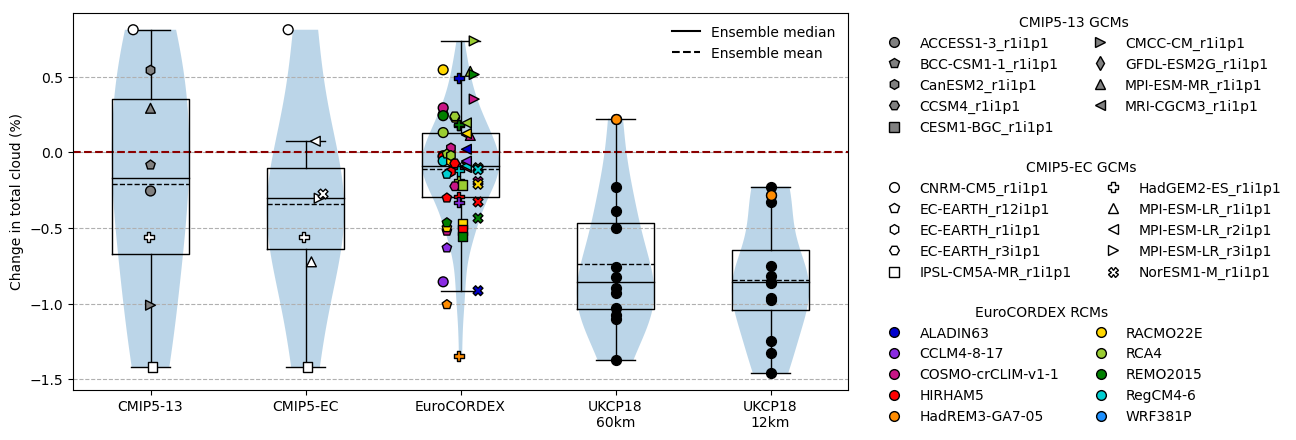 Change in total cloud (%)
0.5
0.0
−0.5
−1.0
−1.5
CMIP5-13
CMIP5-EC
EuroCORDEX
UKCP18
60km
UKCP18
12km
Ensemble median
Ensemble mean
CMIP5-13 GCMs
ACCESS1-3_r1i1p1
BCC-CSM1-1_r1i1p1
CanESM2_r1i1p1
CCSM4_r1i1p1
CESM1-BGC_r1i1p1
CMCC-CM_r1i1p1
GFDL-ESM2G_r1i1p1
MPI-ESM-MR_r1i1p1
MRI-CGCM3_r1i1p1
CMIP5-EC GCMs
CNRM-CM5_r1i1p1
EC-EARTH_r12i1p1
EC-EARTH_r1i1p1
EC-EARTH_r3i1p1
IPSL-CM5A-MR_r1i1p1
HadGEM2-ES_r1i1p1
MPI-ESM-LR_r1i1p1
MPI-ESM-LR_r2i1p1
MPI-ESM-LR_r3i1p1
NorESM1-M_r1i1p1
EuroCORDEX RCMs
ALADIN63
CCLM4-8-17
COSMO-crCLIM-v1-1
HIRHAM5
HadREM3-GA7-05
RACMO22E
RCA4
REMO2015
RegCM4-6
WRF381P